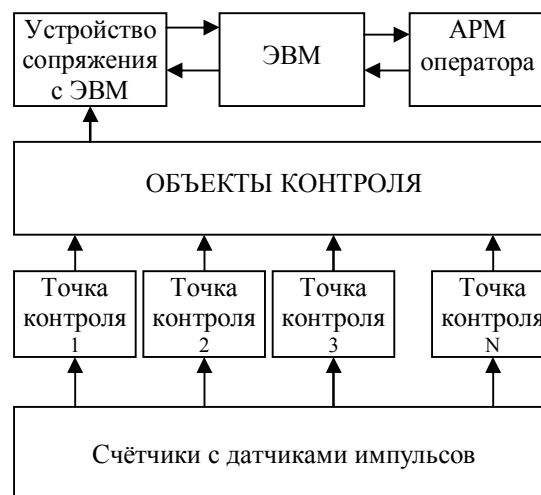 Устройство
сопряжения
с ЭВМ
ЭВМ
АРМ
оператора
ОБЪЕКТЫ КОНТРОЛЯ
Точка
контроля
1
Точка
контроля
2
Точка
контроля
3
Точка
контроля
N
Счётчики с датчиками импульсов